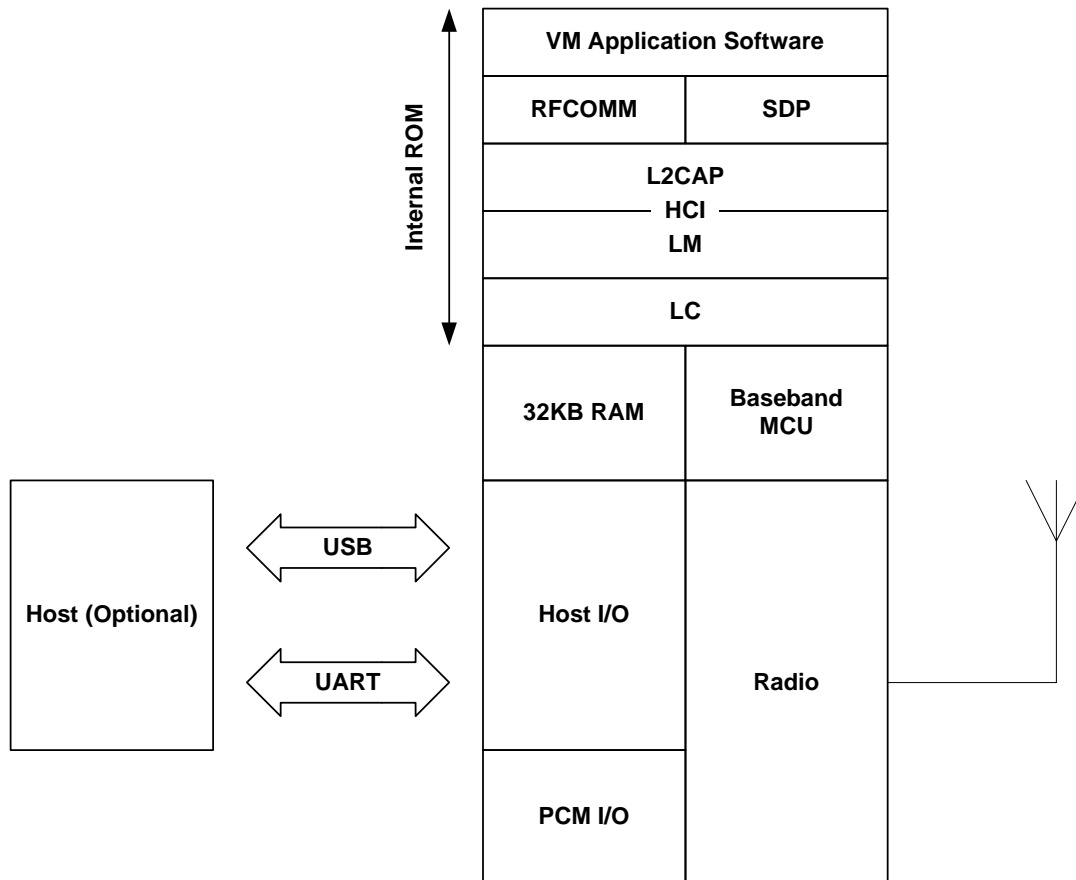 VM Application Software
RFCOMM
SDP
Internal ROM
L2CAP
HCI
LM
LC
32KB RAM
Baseband
MCU
USB
Host (Optional)
Host I/O
UART
Radio
PCM I/O